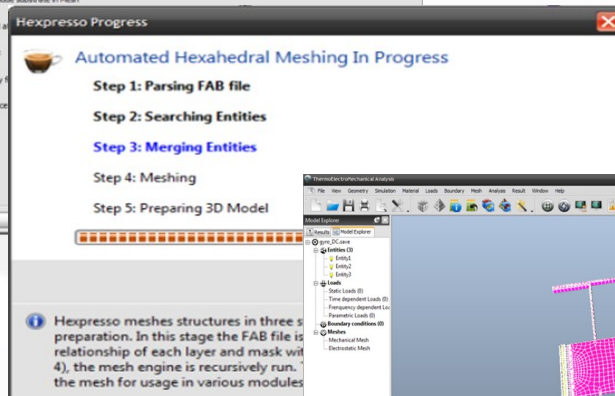 Hexpresso Progress
Automated Hexahedral Meshing In Progress
Step 1: Parsing FAB file
Step 2: Searching Entities
Step 3: Merging Entities
Step 4: Meshing
Step 5: Preparing 3D Model
Hexpresso meshes structures in three s
preparation. In this stage the FAB file is
relationship of each layer and mask wit
4), the mesh engine is recursively run.
the mesh for usage in various modules
ThermoElectroMechanical Analysis
File View Geometry Simulation Material Loads Boundary Mesh Analysis Result Window Help
Model Explorer
Results Model Explorer
gyro_DC.save
Entities (3)
Entity1
Entity2
Entity3
Loads
Static Loads (0)
Time dependent Loads (0)
Frenquency dependent Loa
Parametric Loads (0)
Boundary conditions (0)
Meshes
Mechanical Mesh
Electrostatic Mesh